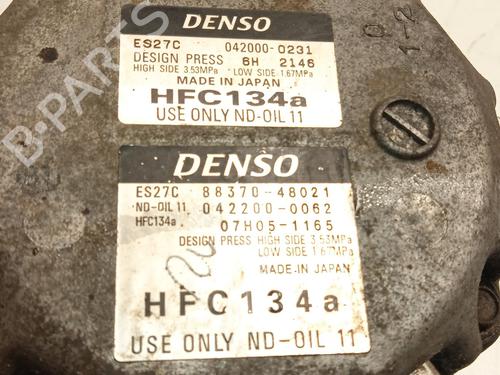 DENSO
ES27C 042000-0231
DESIGN PRESS 6H 2146
HIGH SIDE 3.53MPa LOW SIDE 1.67MPa
MADE IN JAPAN
HFC134a
USE ONLY ND-OIL 11
0
1-2
DENSO
ES27C 88370-48021
ND-OIL 11 042200-0062
HFC134a 07H05-1165
DESIGN PRESS HIGH SIDE 3.53MPa
LOW SIDE 1.67MPa
MADE IN JAPAN
HFC134a
USE ONLY ND-OIL 11
B-PARTS